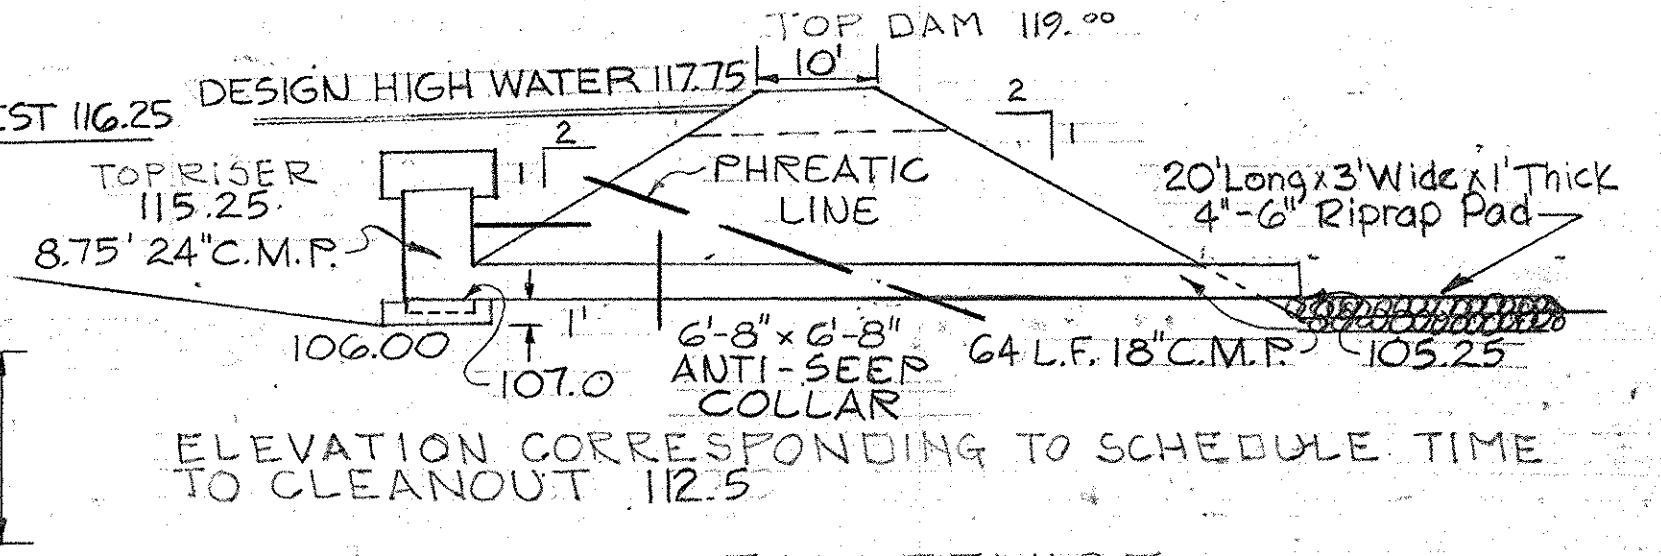 TOP DAM 119.00
10'
DESIGN HIGH WATER 117.75
EST 116.25
2
1
2
1
TOP RISER
115.25
PHREATIC
LINE
20'Long x 3'Wide x 1' Thick
4"-6" Riprap Pad
8.75' 24"C.M.P.
106.00
1'
107.0
6'-8" x 6'-8"
ANTI-SEEP
COLLAR
64 L.F. 18"C.M.P.
105.25
ELEVATION CORRESPONDING TO SCHEDULE TIME
TO CLEANOUT 112.5